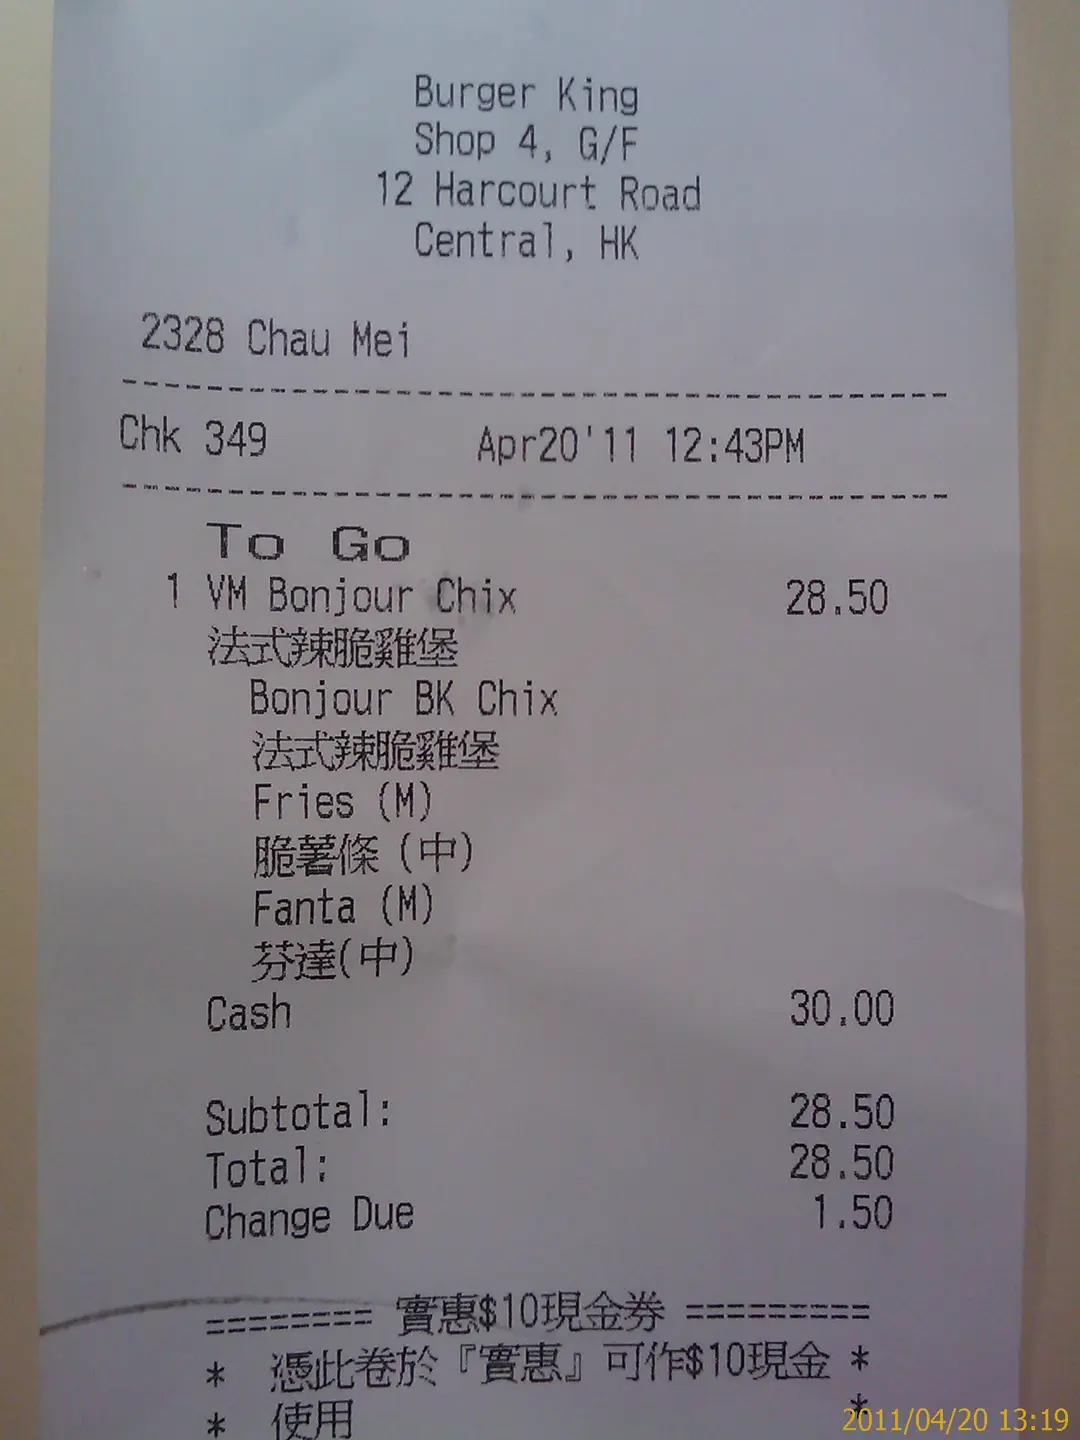 Burger King
Shop 4, G/F
12 Harcourt Road
Central, HK
2328 Chau Mei
Chk 349 Apr20'11 12:43PM
To Go
1 VM Bonjour Chix 28.50
法式辣脆雞堡
Bonjour BK Chix
法式辣脆雞堡
Fries (M)
脆薯條 (中)
Fanta (M)
芬達(中)
Cash 30.00
Subtotal: 28.50
Total: 28.50
Change Due 1.50
======== 實惠$10現金券 =========
* 憑此卷於『實惠』可作$10現金 *
* 使用 *
2011/04/20 13:19